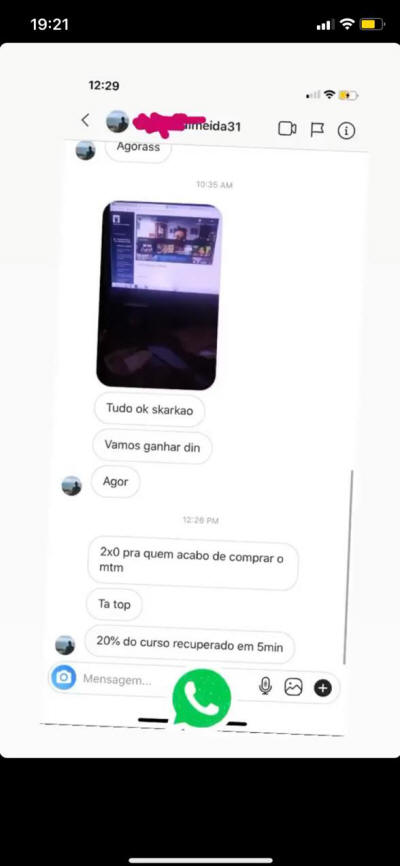 19:21
12:29
lmeida31
Agorass
10:35 AM
Tudo ok skarkao
Vamos ganhar din
Agor
12:26 PM
2x0 pra quem acabo de comprar o
mtm
Ta top
20% do curso recuperado em 5min
Mensagem...